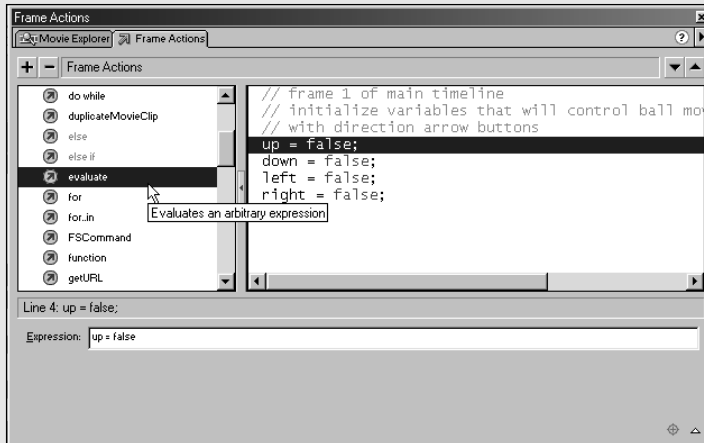 Frame Actions
Movie Explorer Frame Actions ?
+ − Frame Actions
do while
duplicateMovieClip
else
else if
evaluate
for
for..in
FSCommand
function
getURL
Evaluates an arbitrary expression
// frame 1 of main timeline
// initialize variables that will control ball mo
// with direction arrow buttons
up = false;
down = false;
left = false;
right = false;
Line 4: up = false;
Expression: up = false